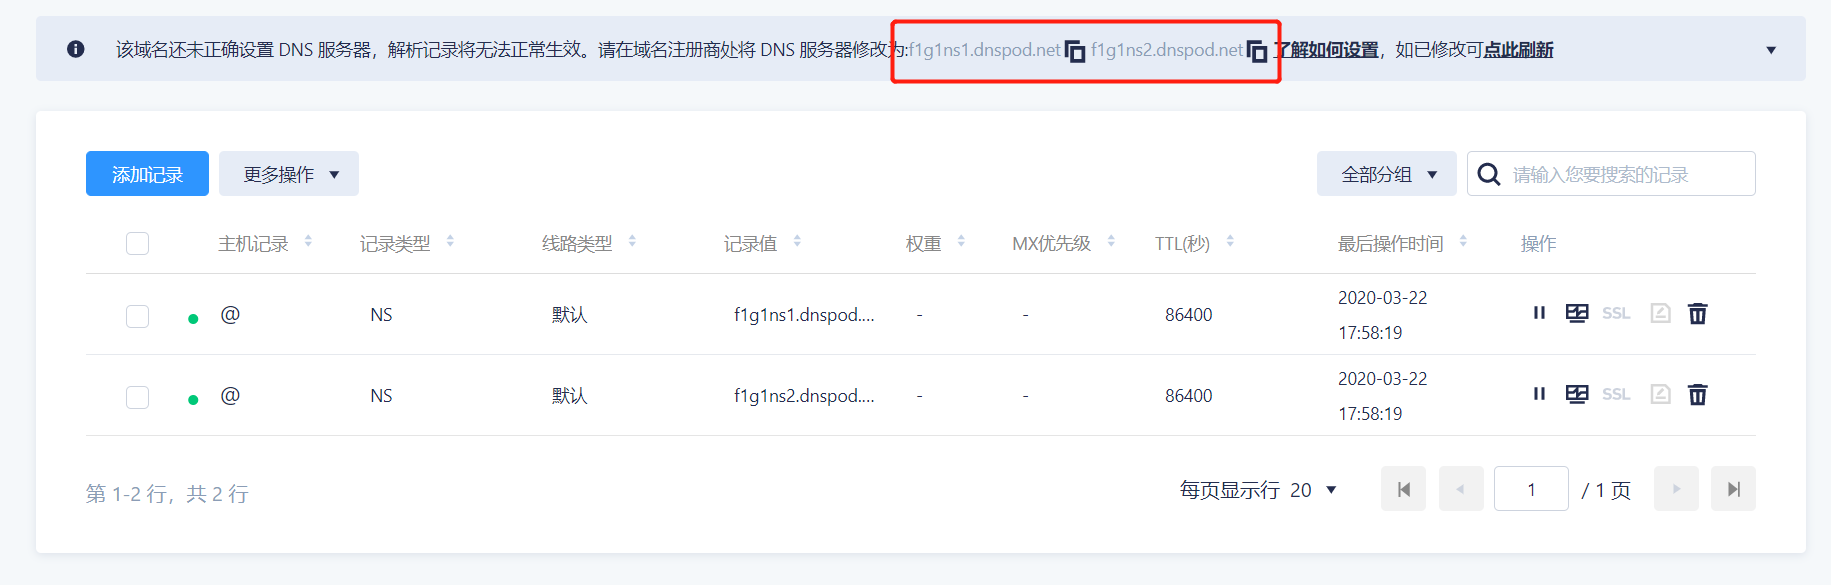 该域名还未正确设置 DNS 服务器，解析记录将无法正常生效。请在域名注册商处将 DNS 服务器修改为:f1g1ns1.dnspod.net f1g1ns2.dnspod.net 了解如何设置，如已修改可点此刷新
添加记录 更多操作 全部分组 请输入您要搜索的记录
主机记录 记录类型 线路类型 记录值 权重 MX优先级 TTL(秒) 最后操作时间 操作
@ NS 默认 f1g1ns1.dnspod.... - - 86400 2020-03-22 17:58:19 SSL
@ NS 默认 f1g1ns2.dnspod.... - - 86400 2020-03-22 17:58:19 SSL
第 1-2 行，共 2 行 每页显示行 20 1 / 1 页